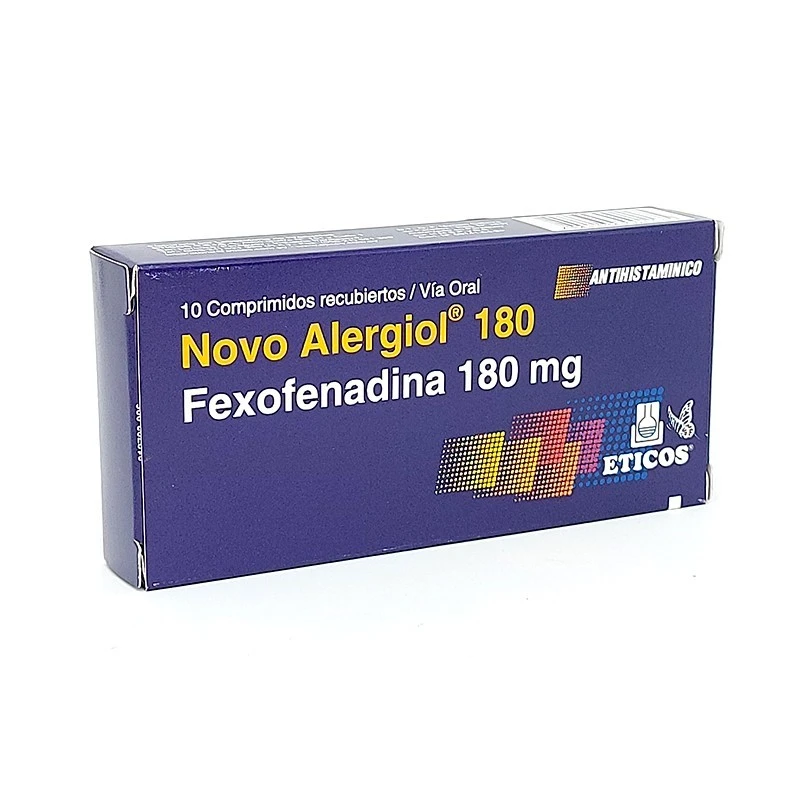 ANTIHISTAMINICO
10 Comprimidos recubiertos / Vía Oral
Novo Alergiol® 180
Fexofenadina 180 mg
ETICOS®